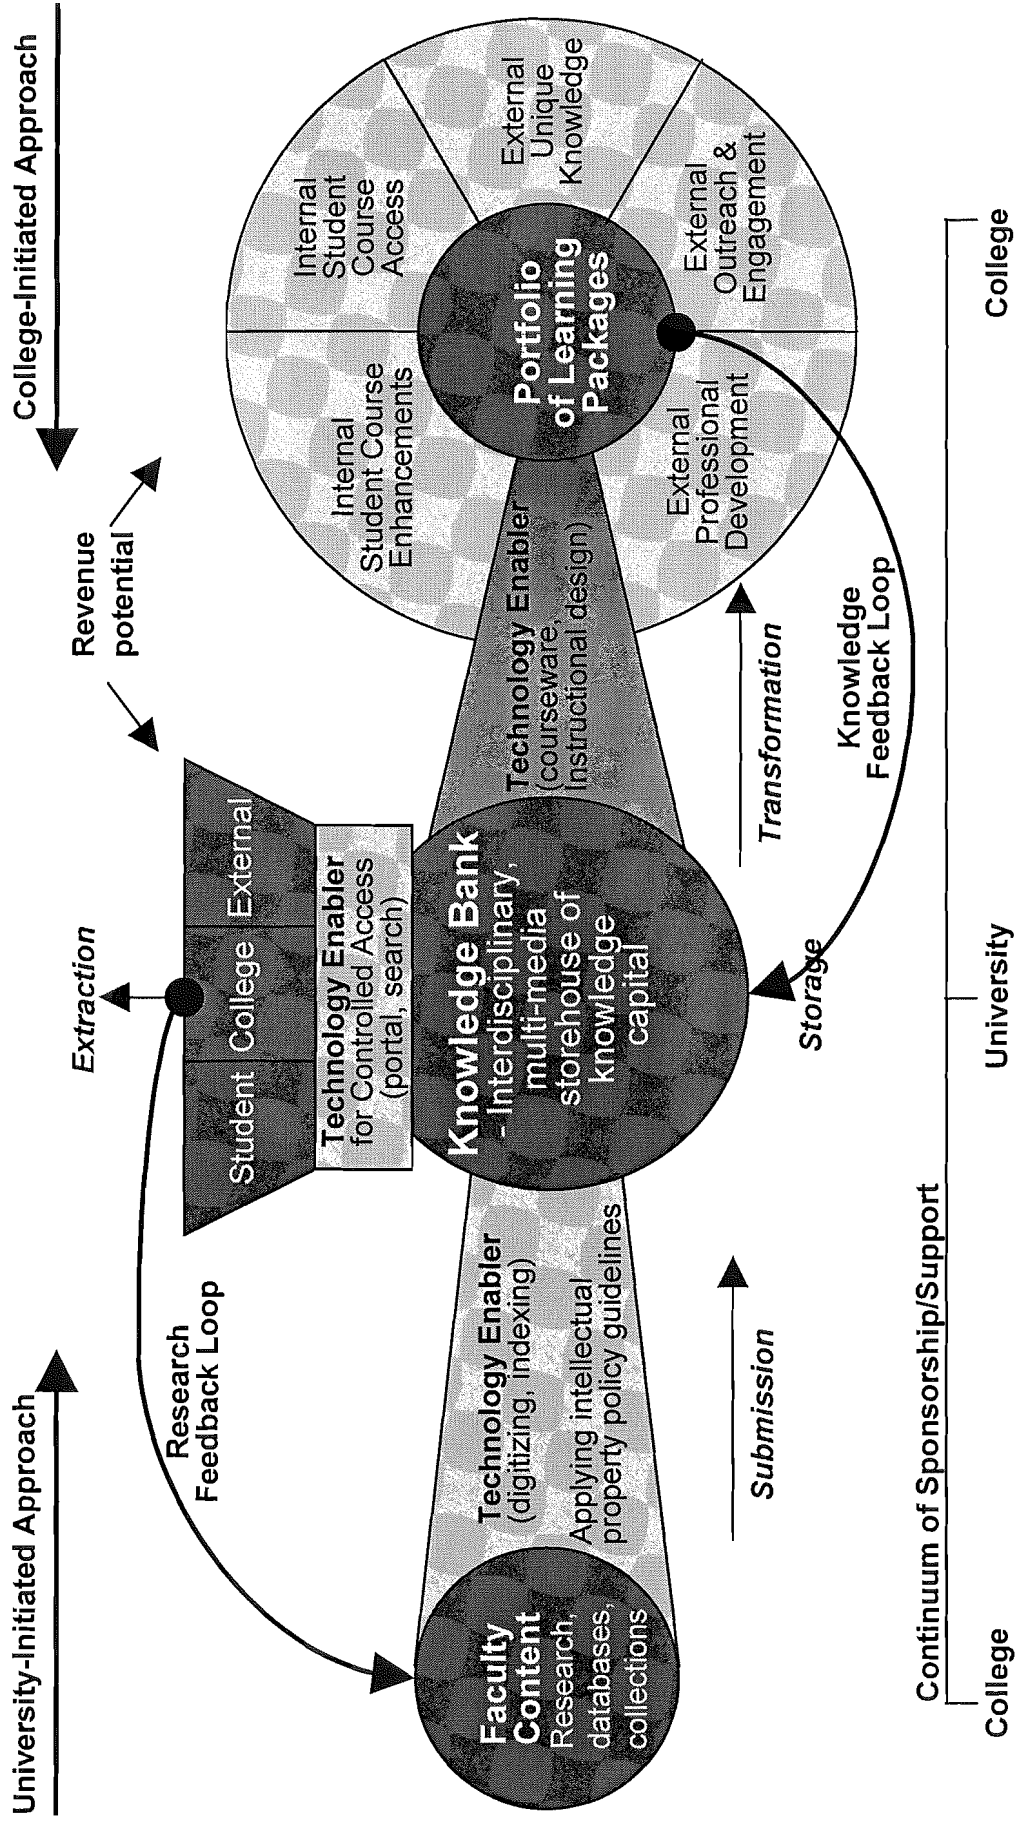 University-Initiated Approach
College-Initiated Approach
Revenue
potential
Extraction
Research
Feedback Loop
Student
College
External
Technology Enabler
for Controlled Access
(portal, search)
Internal
Student Course
Enhancements
Internal
Student
Course
Access
External
Unique
Knowledge
External
Outreach &
Engagement
External
Professional
Development
Faculty
Content
Research,
databases,
collections
Technology Enabler
(digitizing, indexing)
Applying intellectual
property policy guidelines
Knowledge Bank
- Interdisciplinary,
multi-media
storehouse of
knowledge
capital
Technology Enabler
(courseware,
instructional design)
Portfolio
of Learning
Packages
Submission
Storage
Transformation
Knowledge
Feedback Loop
Continuum of Sponsorship/Support
College
University
College